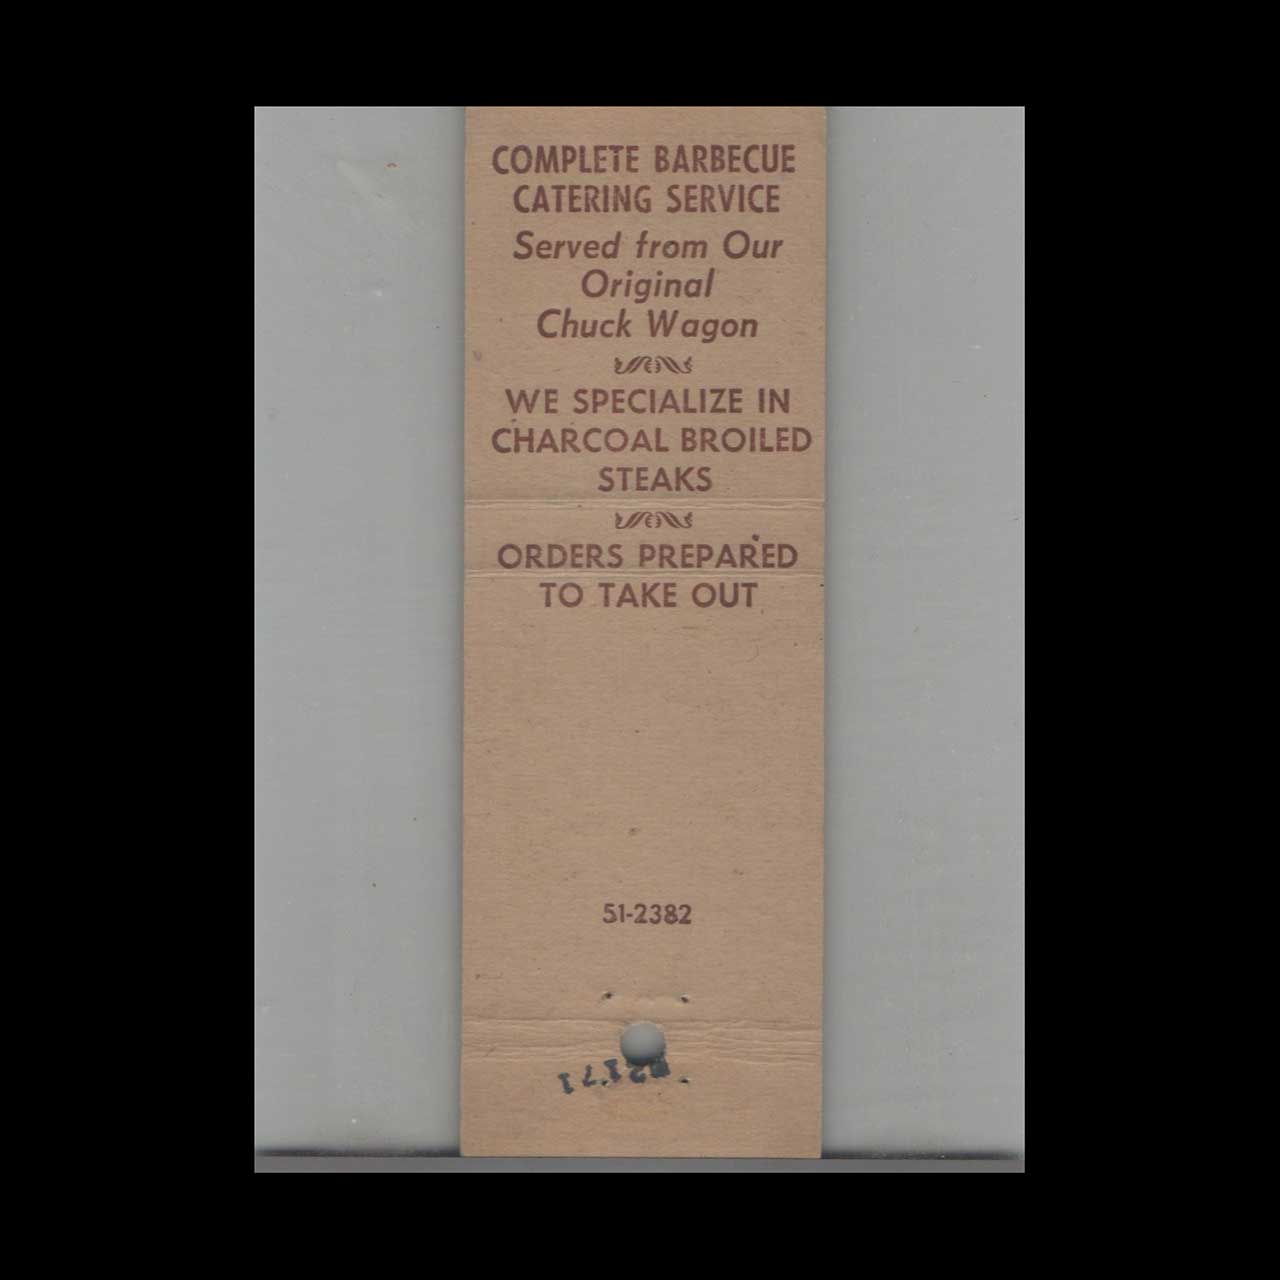 COMPLETE BARBECUE
CATERING SERVICE
Served from Our
Original
Chuck Wagon
WE SPECIALIZE IN
CHARCOAL BROILED
STEAKS
ORDERS PREPARED
TO TAKE OUT
51-2382